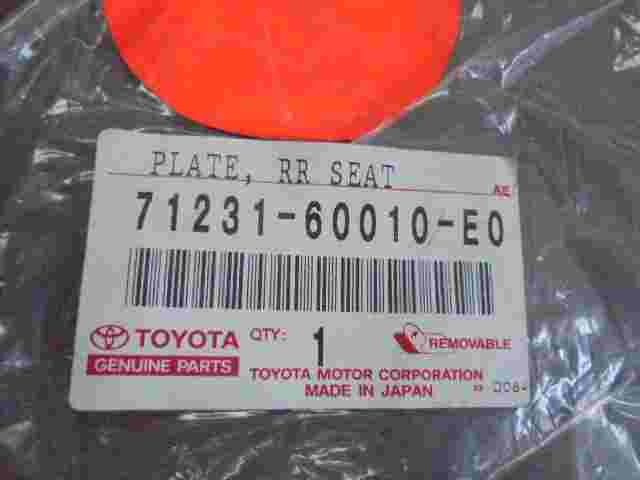 PLATE, RR SEAT
AE
71231-60010-E0
TOYOTA QTY: 1 REMOVABLE
GENUINE PARTS
TOYOTA MOTOR CORPORATION
MADE IN JAPAN